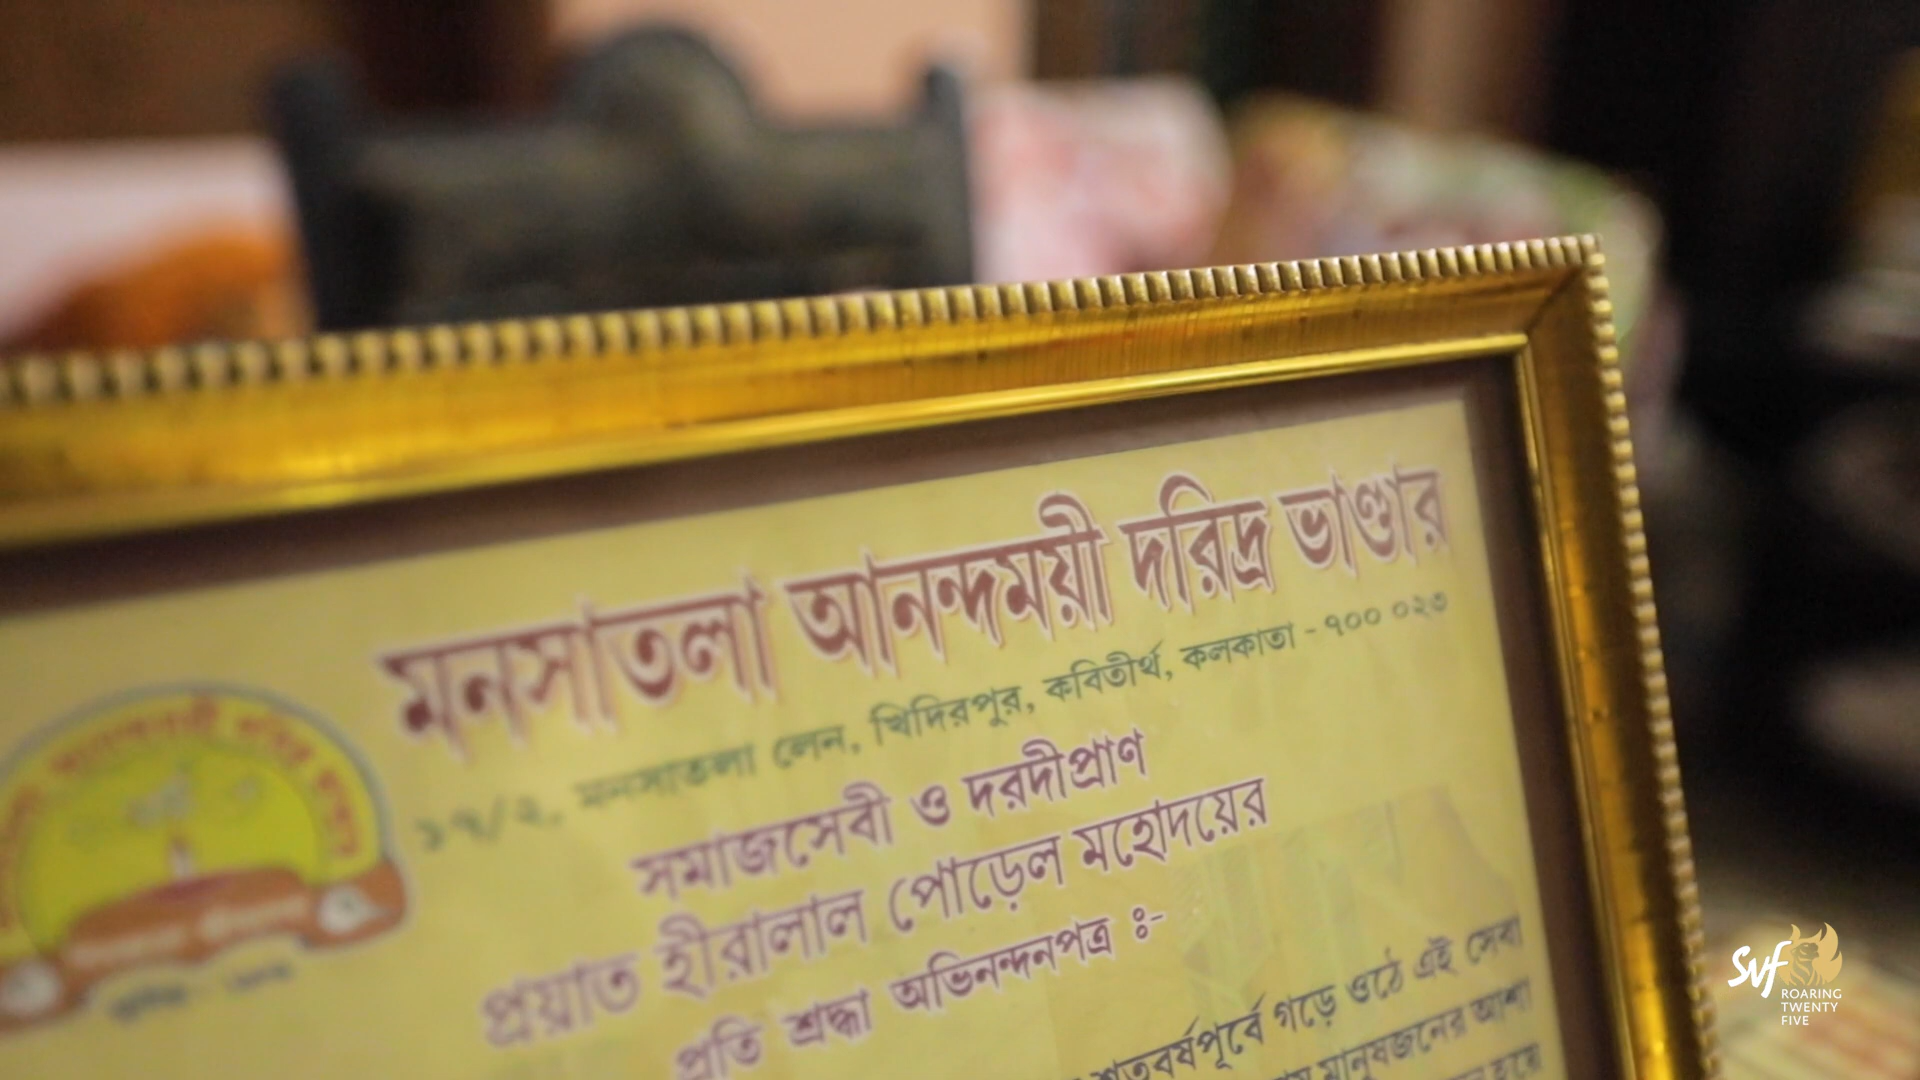 মনসাতলা আনন্দময়ী দরিদ্র ভাণ্ডার
১৭/২, মনসাতলা লেন, খিদিরপুর, কবিতীর্থ, কলকাতা - ৭০০ ০২৩
সমাজসেবী ও দরদীপ্রাণ
প্রয়াত হীরালাল পোড়েল মহোদয়ের
প্রতি শ্রদ্ধা অভিনন্দনপত্র ঃ-
শতবর্ষপূর্বে গড়ে ওঠে এই সেবা
মানুষজনের আশা
হয়ে
SVF
ROARING
TWENTY
FIVE